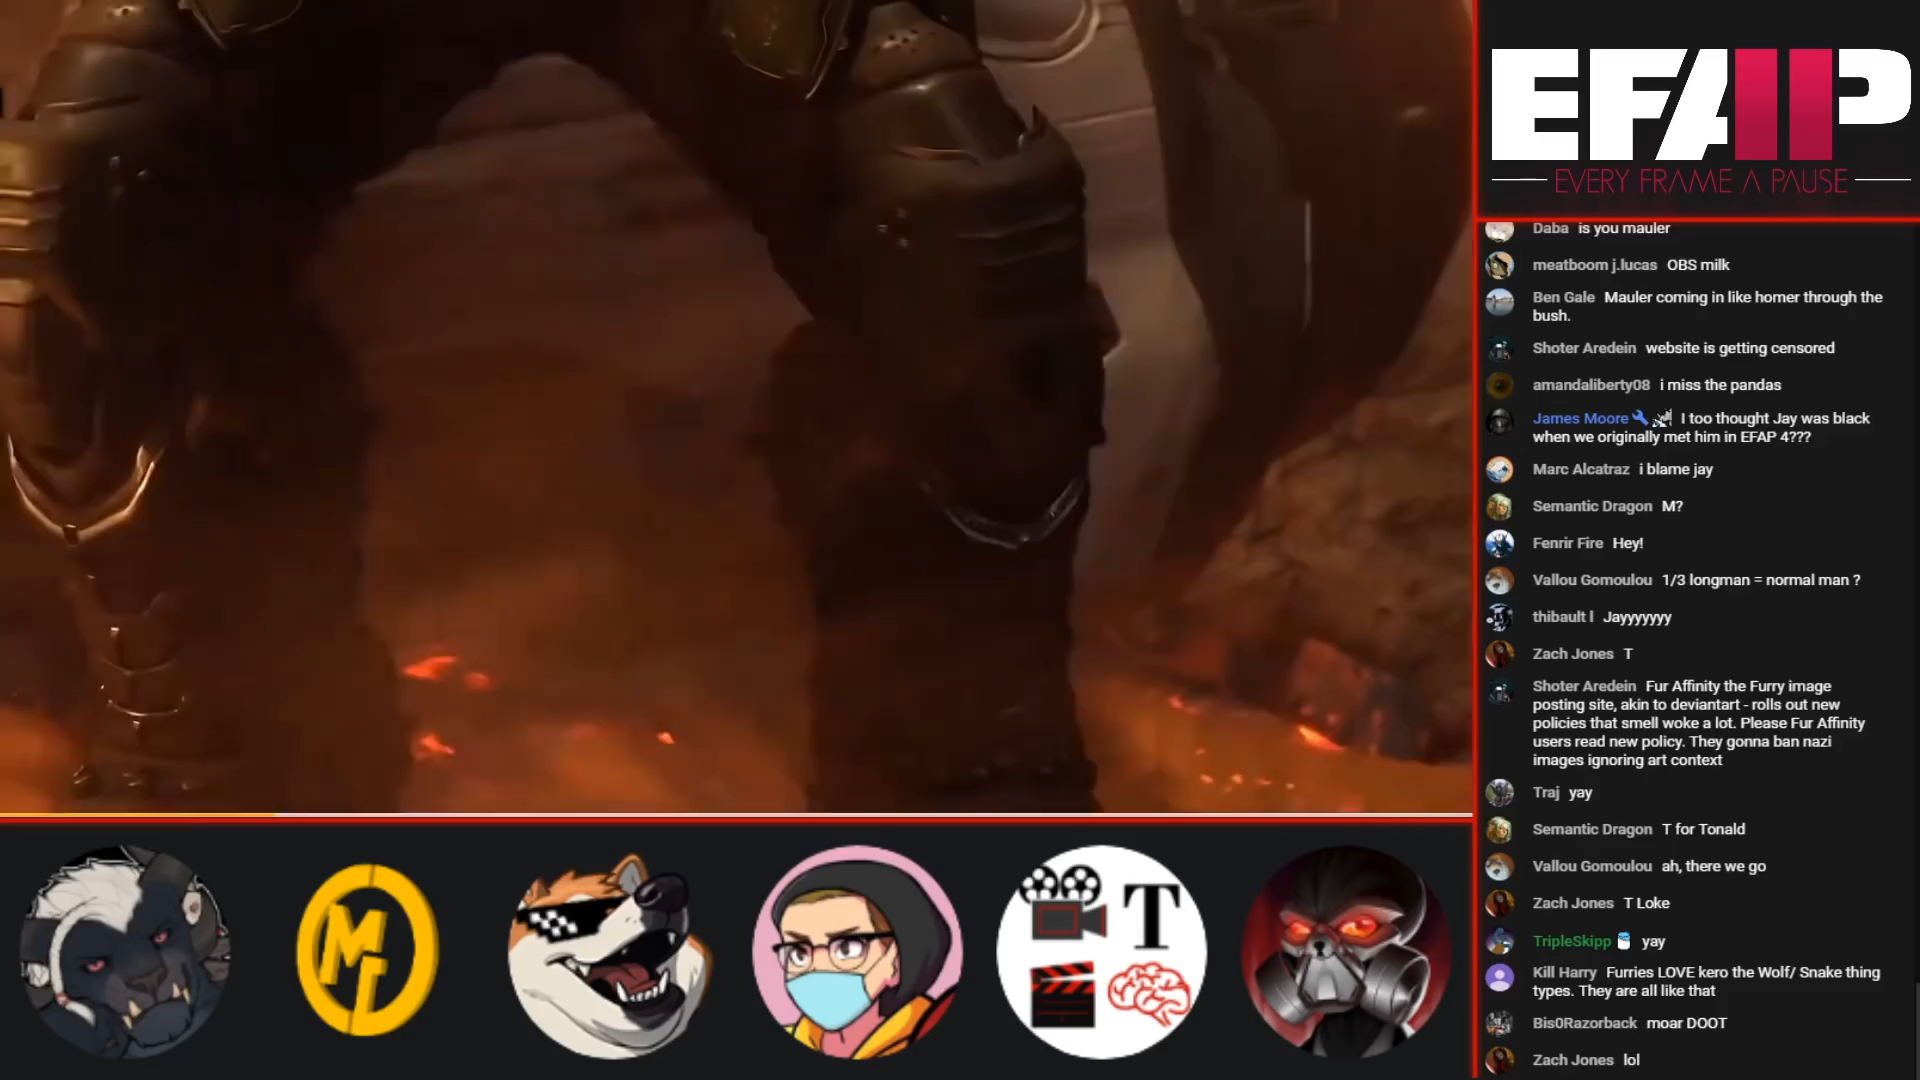 EFAP
EVERY FRAME A PAUSE
Daba is you mauler
meatboom j.lucas OBS milk
Ben Gale Mauler coming in like homer through the
bush.
Shoter Aredein website is getting censored
amandaliberty08 i miss the pandas
James Moore I too thought Jay was black
when we originally met him in EFAP 4???
Marc Alcatraz i blame jay
Semantic Dragon M?
Fenrir Fire Hey!
Vallou Gomoulou 1/3 longman = normal man ?
thibault l Jayyyyyyy
Zach Jones T
Shoter Aredein Fur Affinity the Furry image
posting site, akin to deviantart - rolls out new
policies that smell woke a lot. Please Fur Affinity
users read new policy. They gonna ban nazi
images ignoring art context
Traj yay
Semantic Dragon T for Tonald
Vallou Gomoulou ah, there we go
Zach Jones T Loke
TripleSkipp yay
Kill Harry Furries LOVE kero the Wolf/ Snake thing
types. They are all like that
Bis0Razorback moar DOOT
Zach Jones lol
T